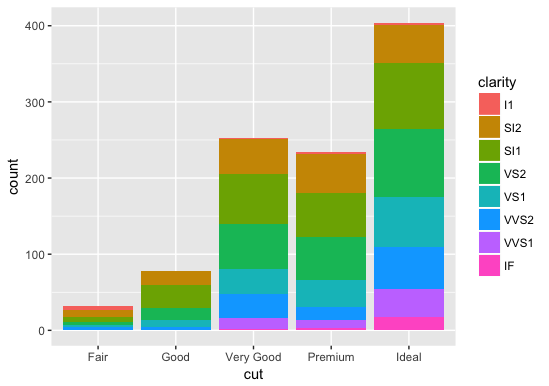 400
300
200
100
0
count
Fair Good Very Good Premium Ideal
cut
clarity
I1
SI2
SI1
VS2
VS1
VVS2
VVS1
IF